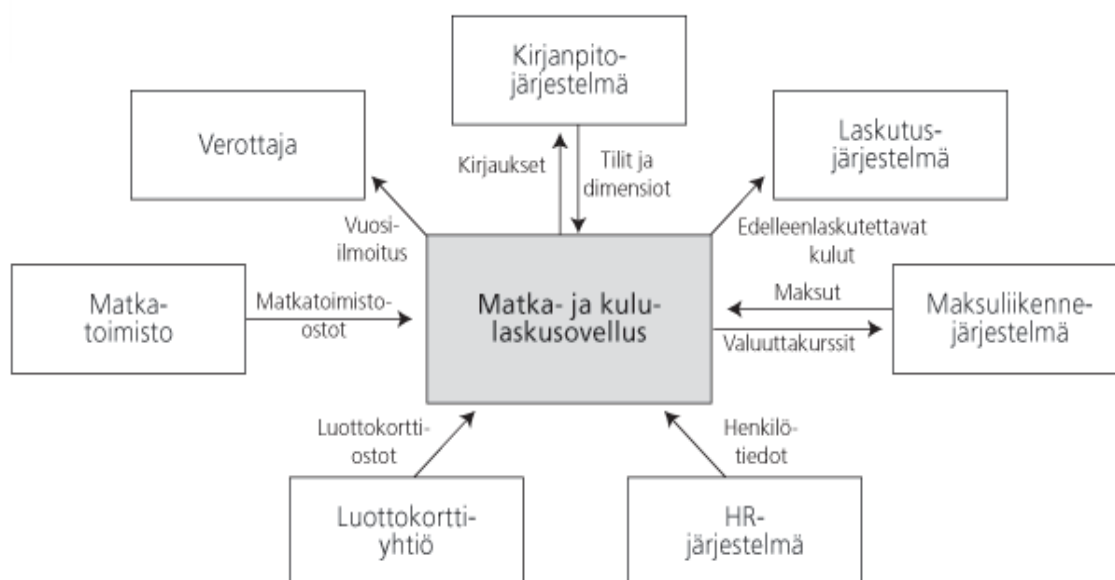 Kirjanpito-
järjestelmä
Verottaja
Laskutus-
järjestelmä
Kirjaukset
Tilit ja
dimensiot
Vuosi-
ilmoitus
Edelleenlaskutettavat
kulut
Matka-
toimisto
Matkatoimisto-
ostot
Matka- ja kulu-
laskusovellus
Maksut
Valuuttakurssit
Maksuliikenne-
järjestelmä
Luottokortti-
ostot
Henkilö-
tiedot
Luottokortti-
yhtiö
HR-
järjestelmä